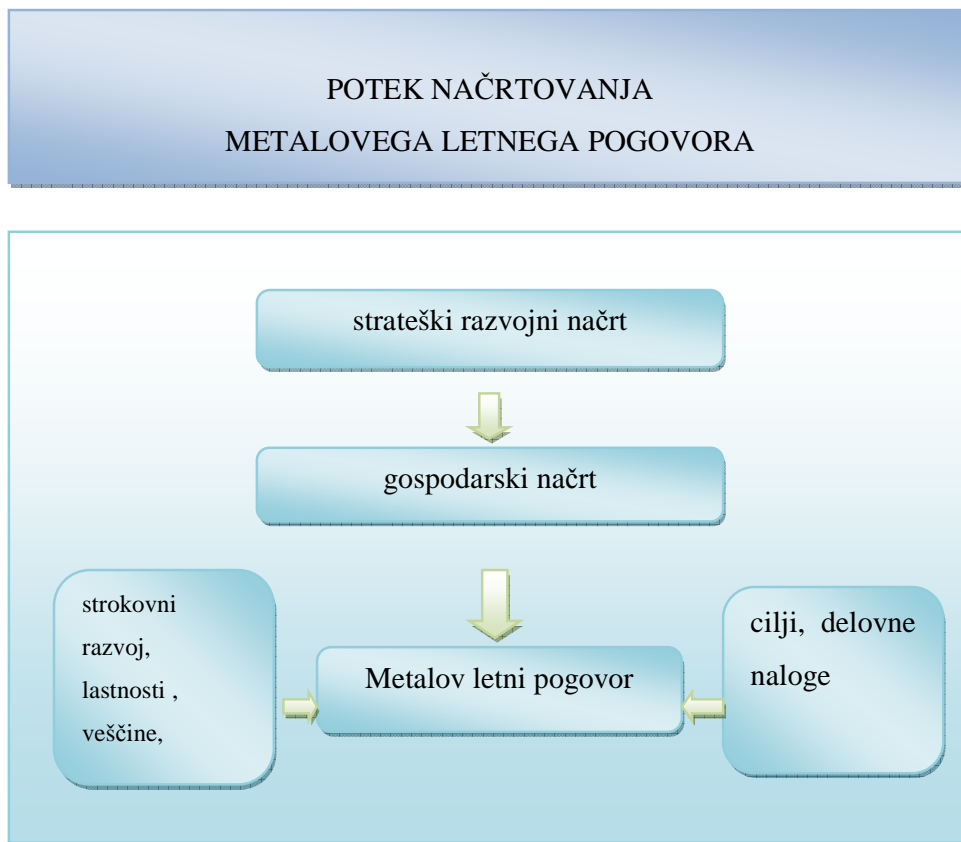 POTEK NAČRTOVANJA
METALOVEGA LETNEGA POGOVORA
strateški razvojni načrt
gospodarski načrt
strokovni
razvoj,
lastnosti ,
veščine,
Metalov letni pogovor
cilji, delovne
naloge